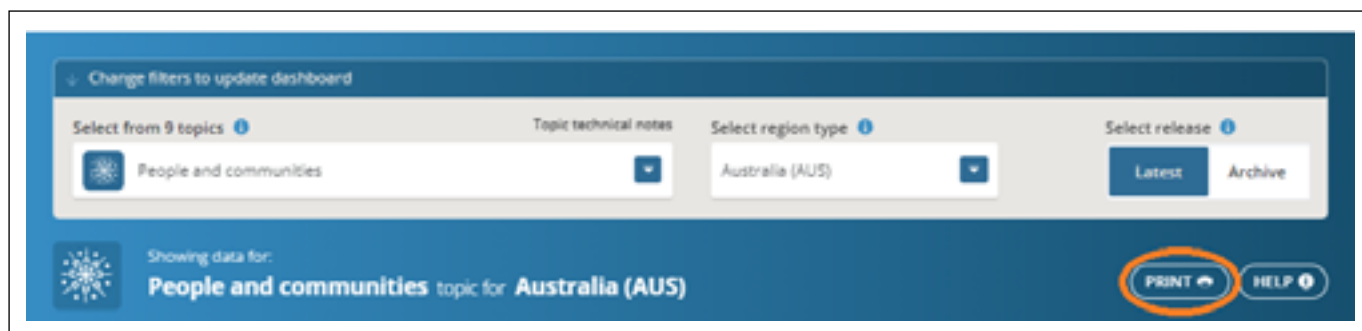 Change filters to update dashboard
Select from 9 topics
Topic technical notes
Select region type
Select release
People and communities
Australia (AUS)
Latest
Archive
Showing data for:
People and communities topic for Australia (AUS)
PRINT
HELP